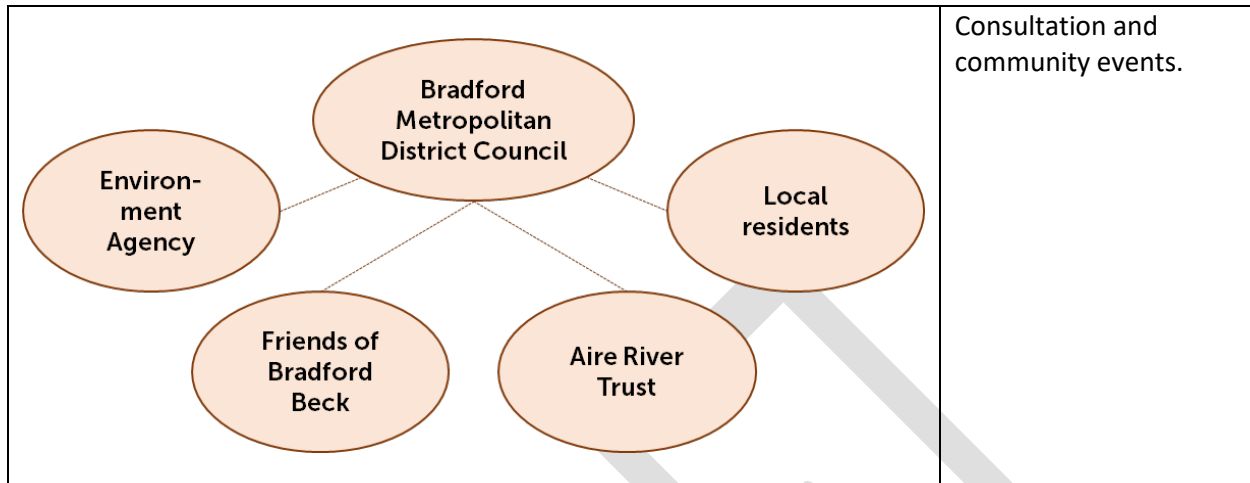 Bradford
Metropolitan
District Council
Environ-
ment
Agency
Local
residents
Friends of
Bradford
Beck
Aire River
Trust
Consultation and
community events.